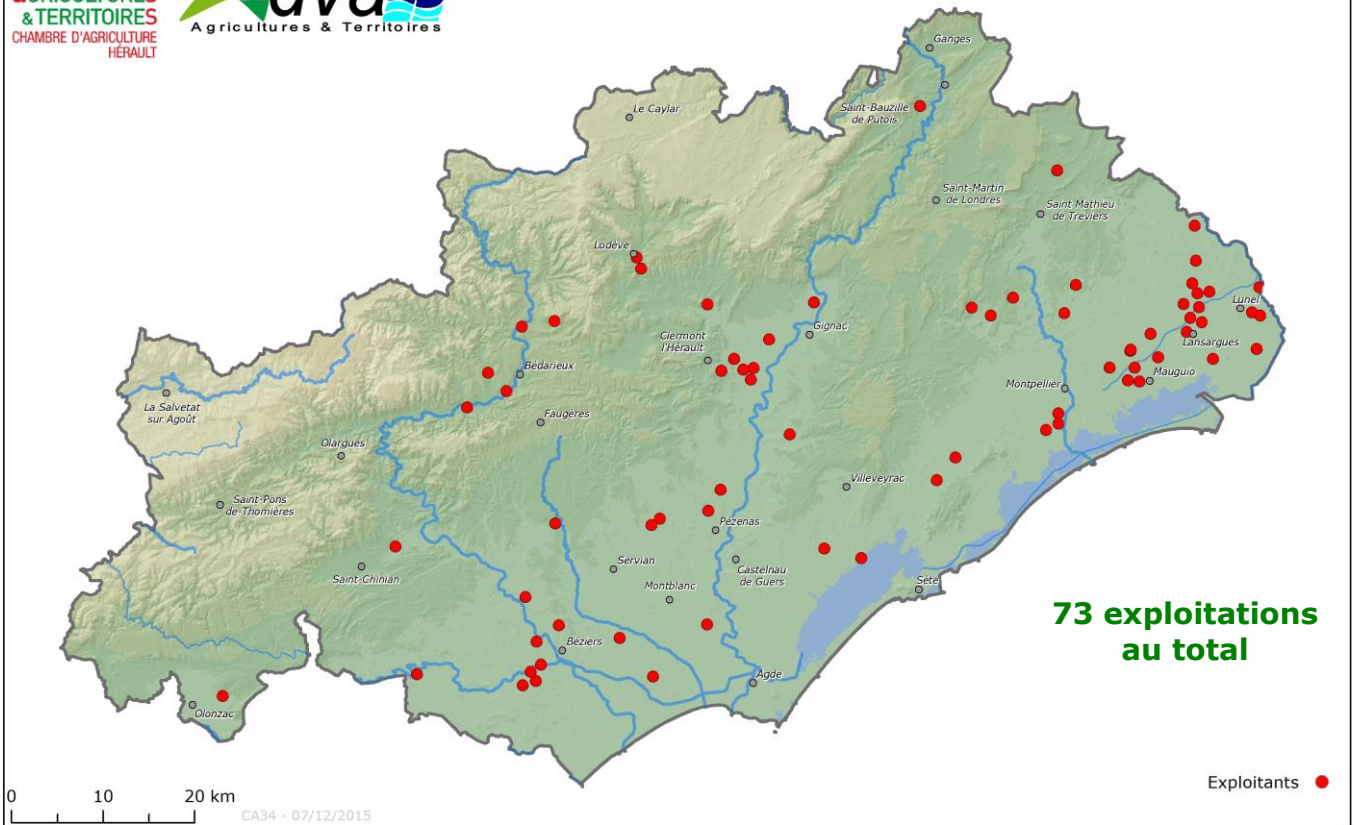 & TERRITOIRES
CHAMBRE D'AGRICULTURE
HÉRAULT
Agricultures & Territoires
Ganges
Le Caylar
Saint-Bauzille
de Putois
Saint-Martin
de Londres
Saint Mathieu
de Treviers
Lodève
Lunel
Gignac
Clermont
l'Hérault
Lansargues
Bédarieux
Mauguio
Montpellier
La Salvetat
sur Agoût
Faugères
Olargues
Villeveyrac
Saint-Pons
de-Thomières
Pézenas
Servian
Castelnau
de Guers
Saint-Chinian
Montblanc
Sète
73 exploitations
au total
Béziers
Agde
Olonzac
Exploitants
0 10 20 km
CA34 - 07/12/2015